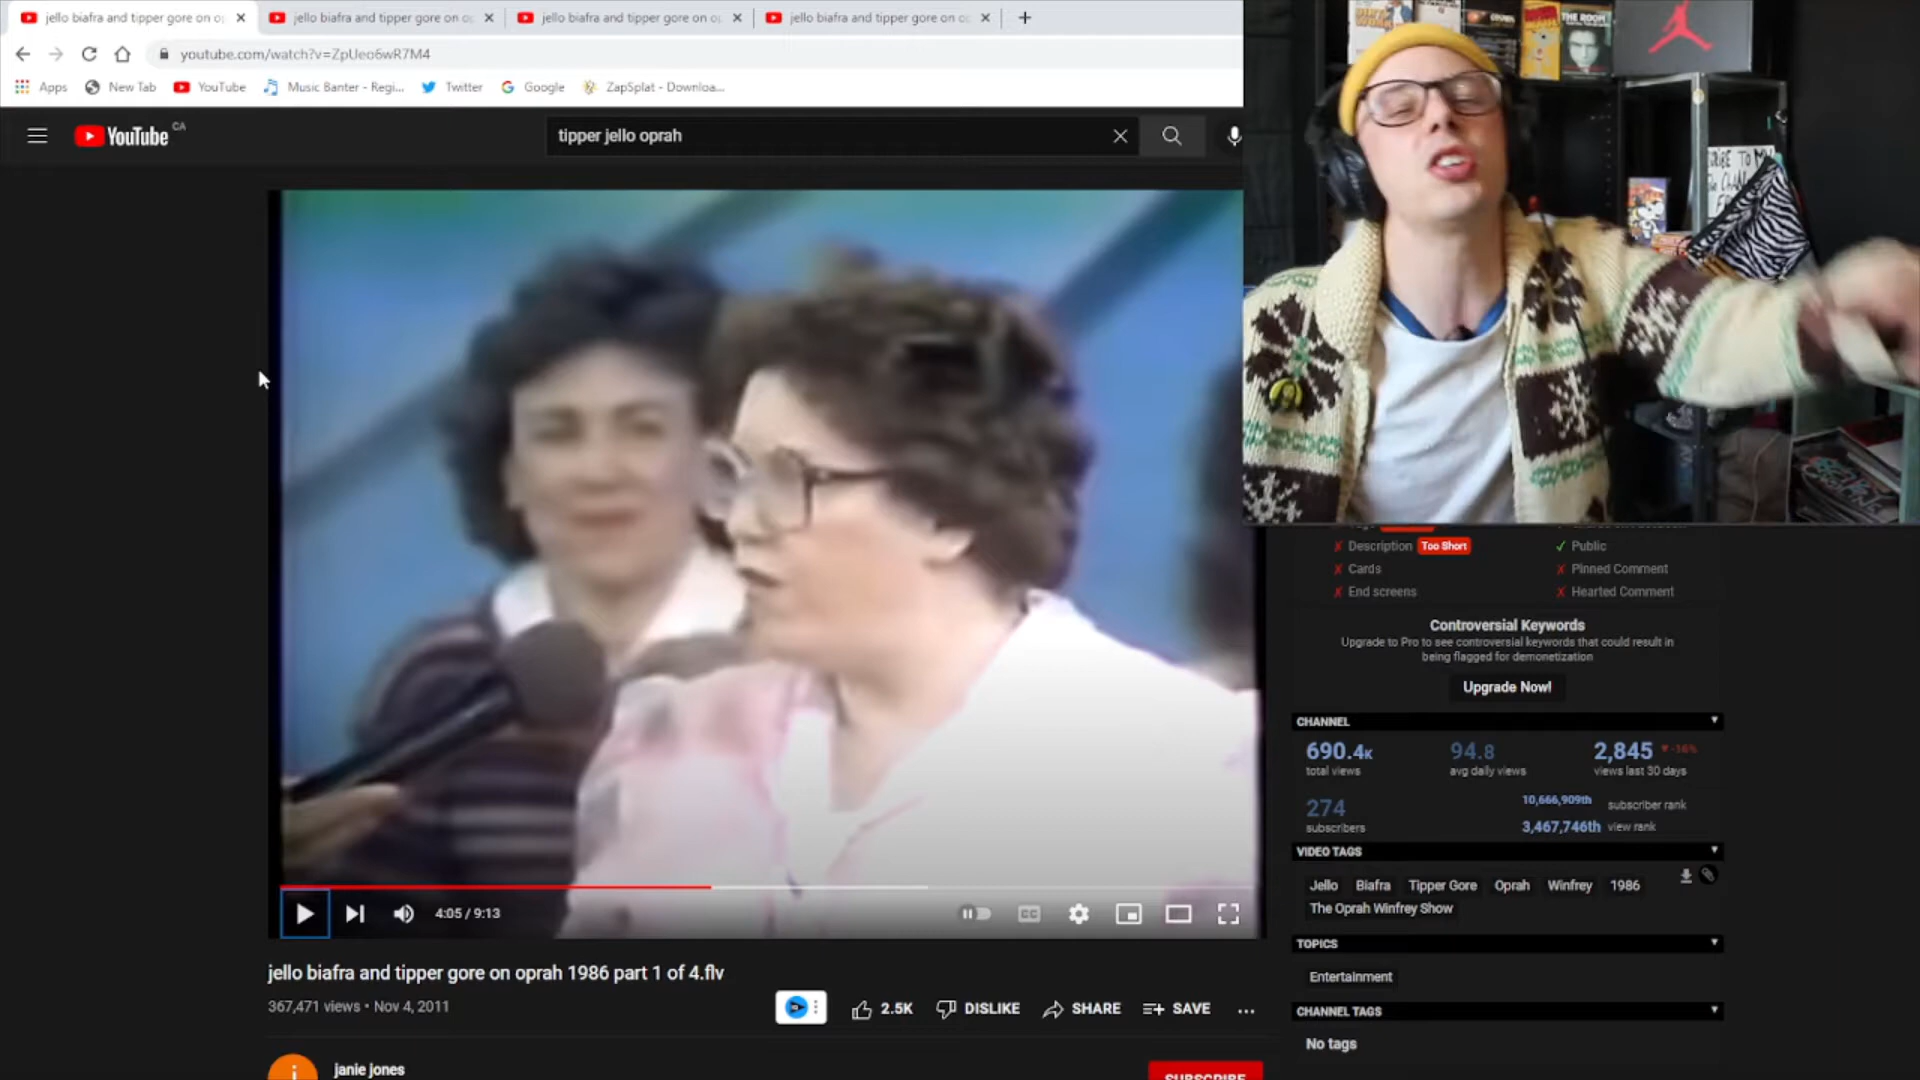 jello biafra and tipper gore on o
jello biafra and tipper gore on o
jello biafra and tipper gore on o
jello biafra and tipper gore on o
youtube.com/watch?v=ZpUeo6wR7M4
Apps
New Tab
YouTube
Music Banter - Regi...
Twitter
Google
ZapSplat - Downloa...
YouTube CA
tipper jello oprah
THE ROOM
Description Too Short
Public
Cards
Pinned Comment
End screens
Hearted Comment
Controversial Keywords
Upgrade to Pro to see controversial keywords that could result in
being flagged for demonetization
Upgrade Now!
CHANNEL
690.4K
94.8
2,845 -16%
total views
avg daily views
views last 30 days
274
10,666,909th subscriber rank
subscribers
3,467,746th view rank
VIDEO TAGS
Jello Biafra Tipper Gore Oprah Winfrey 1986
The Oprah Winfrey Show
TOPICS
Entertainment
CHANNEL TAGS
No tags
4:05 / 9:13
CC
jello biafra and tipper gore on oprah 1986 part 1 of 4.flv
367,471 views • Nov 4, 2011
2.5K
DISLIKE
SHARE
SAVE
janie jones
SUBSCRIBE